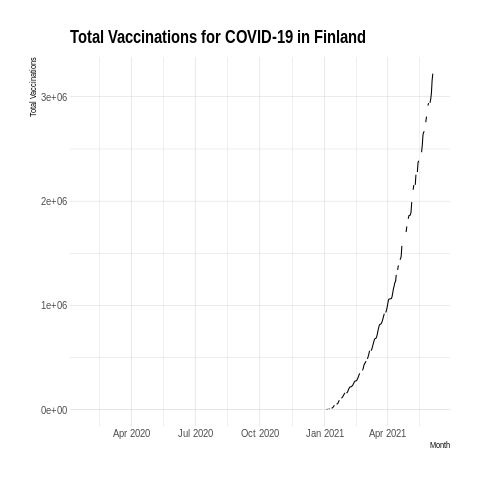 Total Vaccinations for COVID-19 in Finland
Total Vaccinations
3e+06
2e+06
1e+06
0e+00
Apr 2020 Jul 2020 Oct 2020 Jan 2021 Apr 2021
Month